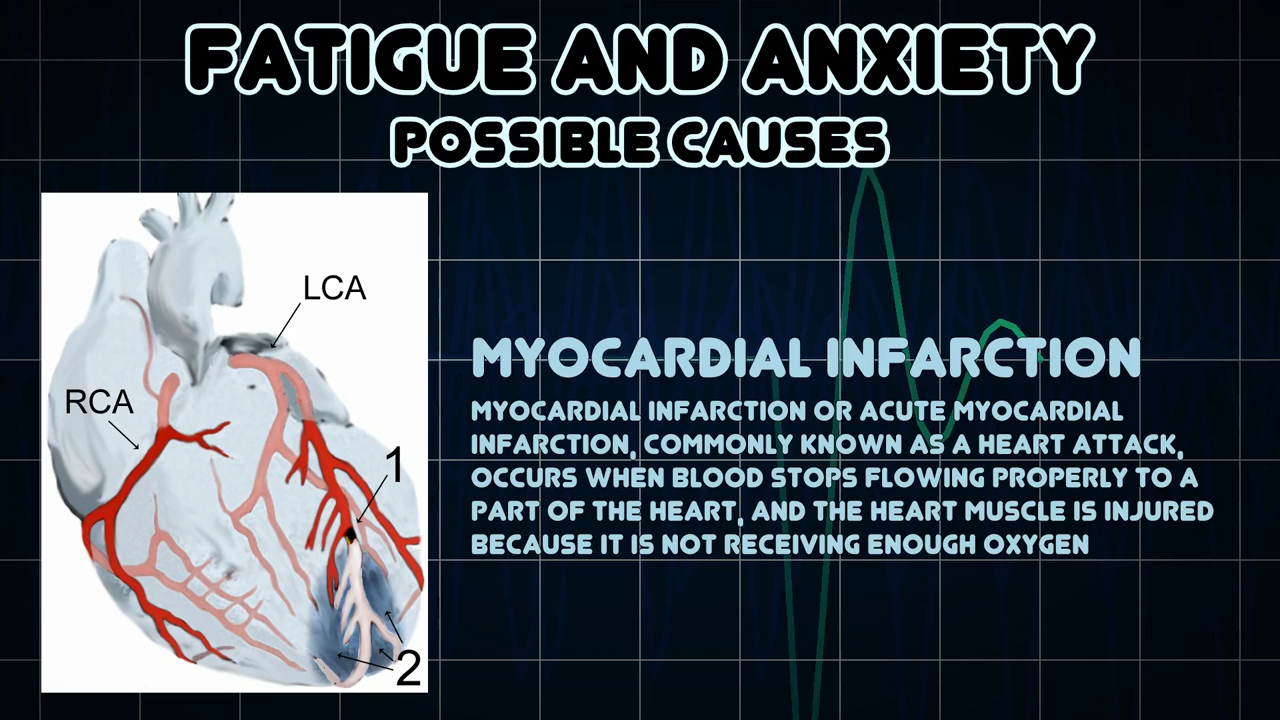 FATIGUE AND ANXIETY
POSSIBLE CAUSES
LCA
RCA
1
2
MYOCARDIAL INFARCTION
MYOCARDIAL INFARCTION OR ACUTE MYOCARDIAL
INFARCTION, COMMONLY KNOWN AS A HEART ATTACK,
OCCURS WHEN BLOOD STOPS FLOWING PROPERLY TO A
PART OF THE HEART, AND THE HEART MUSCLE IS INJURED
BECAUSE IT IS NOT RECEIVING ENOUGH OXYGEN